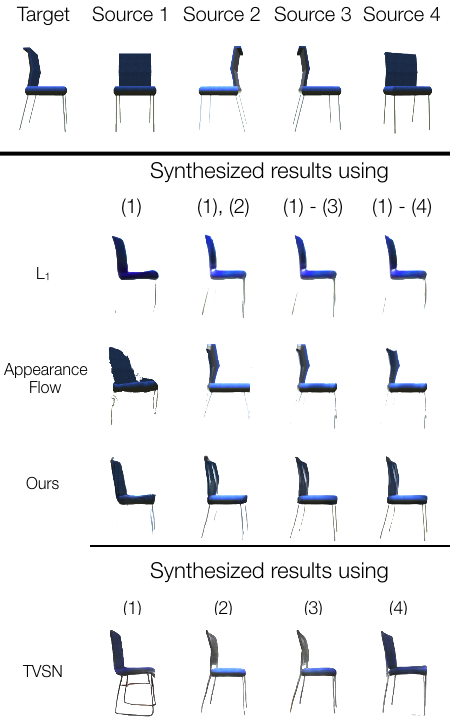 Target Source 1 Source 2 Source 3 Source 4
Synthesized results using
(1) (1), (2) (1) - (3) (1) - (4)
L₁
Appearance
Flow
Ours
Synthesized results using
(1) (2) (3) (4)
TVSN